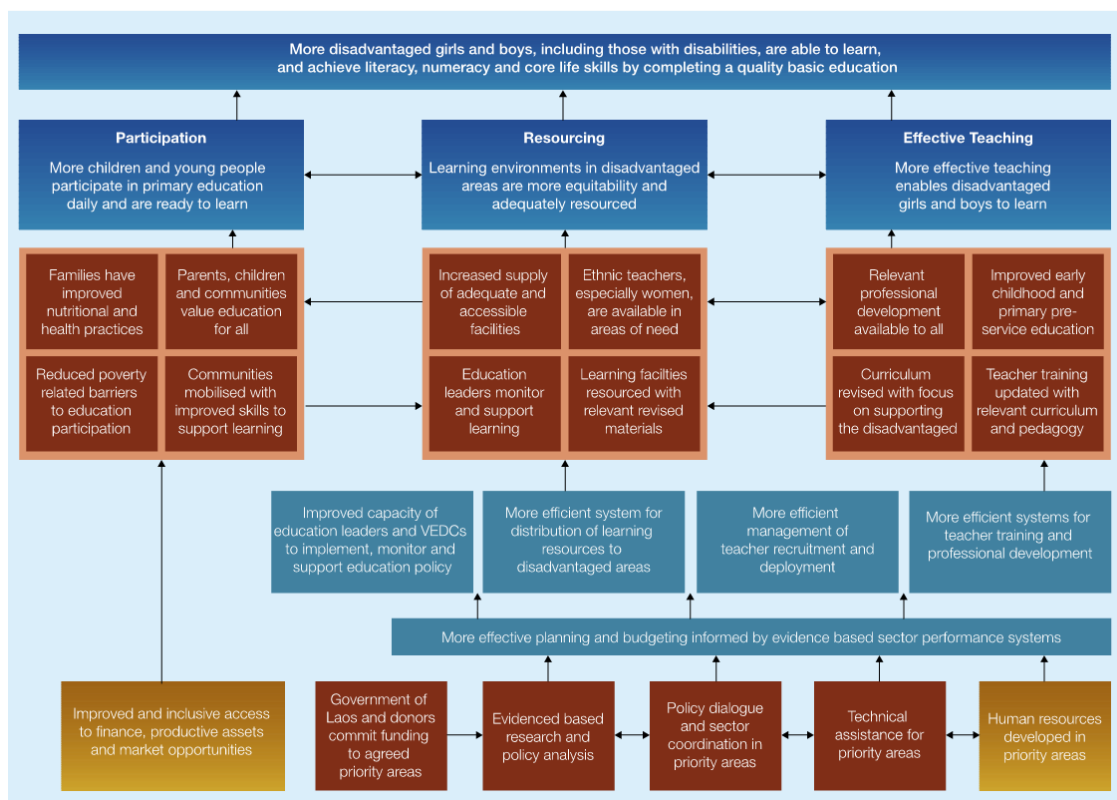 More disadvantaged girls and boys, including those with disabilities, are able to learn,
and achieve literacy, numeracy and core life skills by completing a quality basic education
Participation
More children and young people
participate in primary education
daily and are ready to learn
Resourcing
Learning environments in disadvantaged
areas are more equitability and
adequately resourced
Effective Teaching
More effective teaching
enables disadvantaged
girls and boys to learn
Families have
improved
nutritional and
health practices
Parents, children
and communities
value education
for all
Reduced poverty
related barriers
to education
participation
Communities
mobilised with
improved skills to
support learning
Increased supply
of adequate and
accessible
facilities
Ethnic teachers,
especially women,
are available in
areas of need
Education
leaders monitor
and support
learning
Learning facilties
resourced with
relevant revised
materials
Relevant
professional
development
available to all
Improved early
childhood and
primary pre-
service education
Curriculum
revised with focus
on supporting
the disadvantaged
Teacher training
updated with
relevant curriculum
and pedagogy
Improved capacity of
education leaders and VEDCs
to implement, monitor and
support education policy
More efficient system for
distribution of learning
resources to
disadvantaged areas
More efficient
management of
teacher recruitment and
deployment
More efficient systems for
teacher training and
professional development
More effective planning and budgeting informed by evidence based sector performance systems
Improved and inclusive access
to finance, productive assets
and market opportunities
Government of
Laos and donors
commit funding
to agreed
priority areas
Evidenced based
research and
policy analysis
Policy dialogue
and sector
coordination in
priority areas
Technical
assistance for
priority areas
Human resources
developed in
priority areas